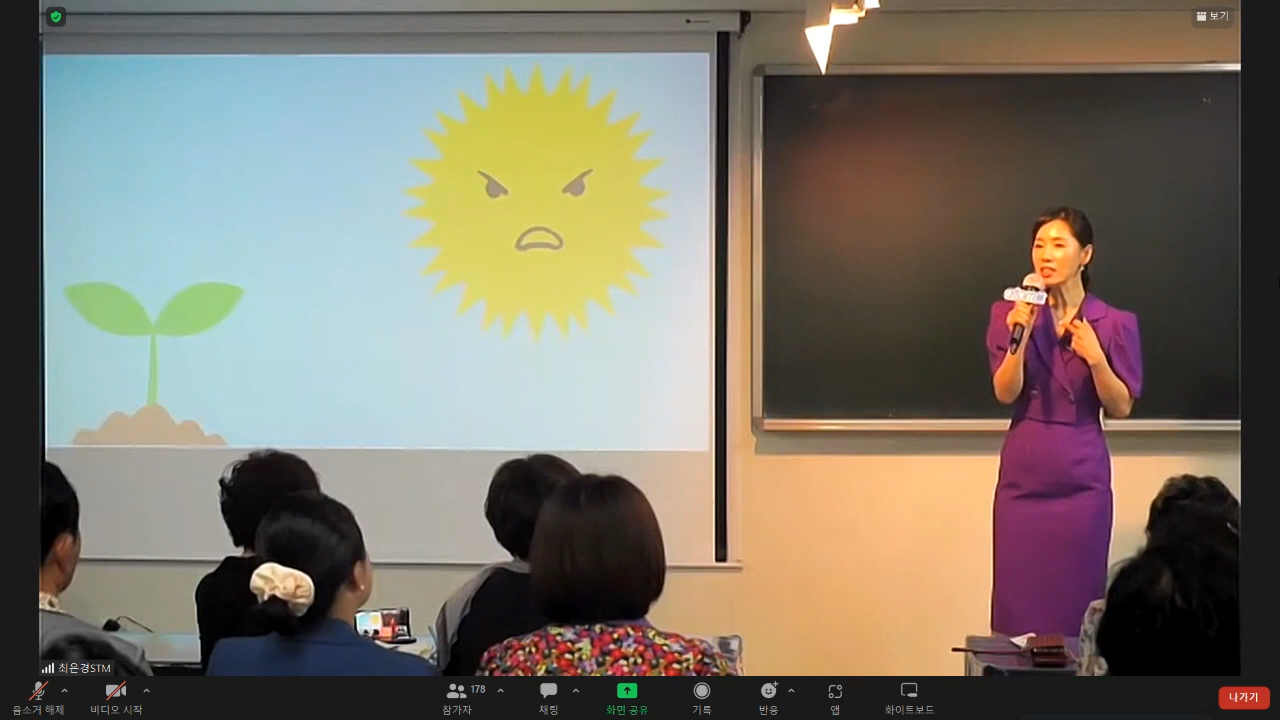 보기
최은경STM
음소거 해제
비디오 시작
참가자
178
채팅
화면 공유
기록
반응
앱
화이트보드
나가기